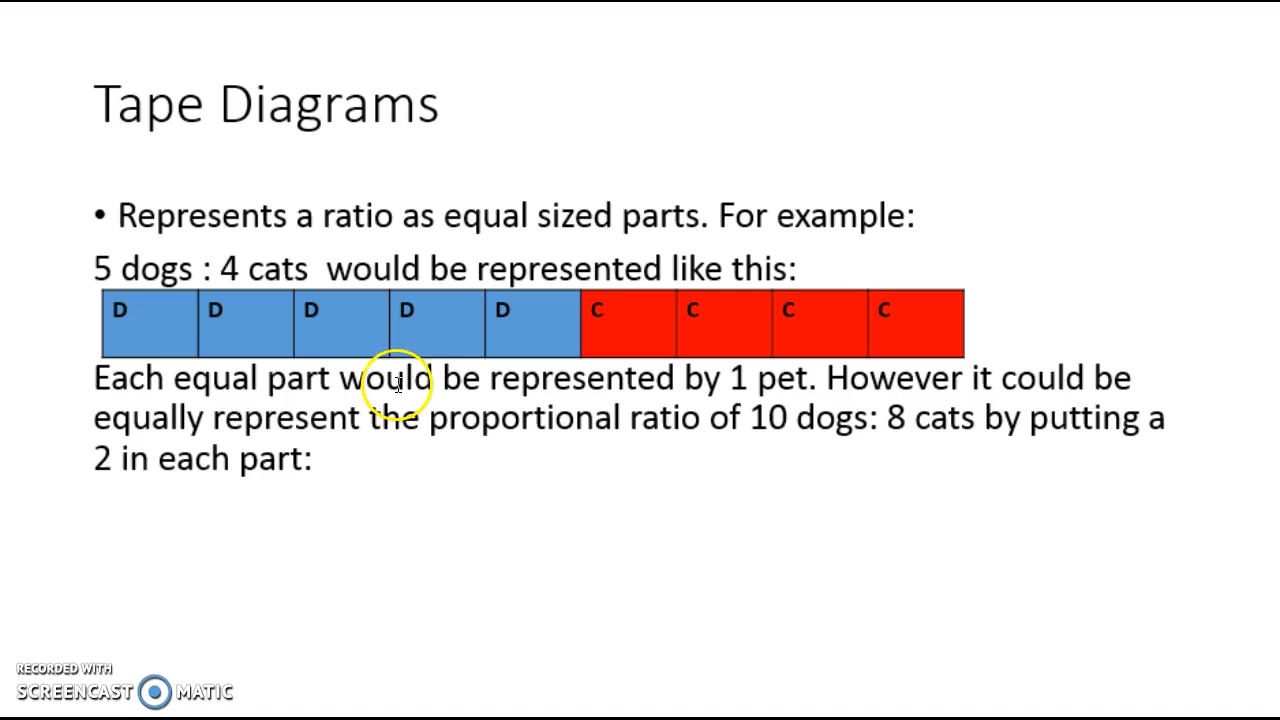 Tape Diagrams
• Represents a ratio as equal sized parts. For example:
5 dogs : 4 cats would be represented like this:
D D D D D C C C C
Each equal part would be represented by 1 pet. However it could be
equally represent the proportional ratio of 10 dogs: 8 cats by putting a
2 in each part:
RECORDED WITH
SCREENCAST MATIC